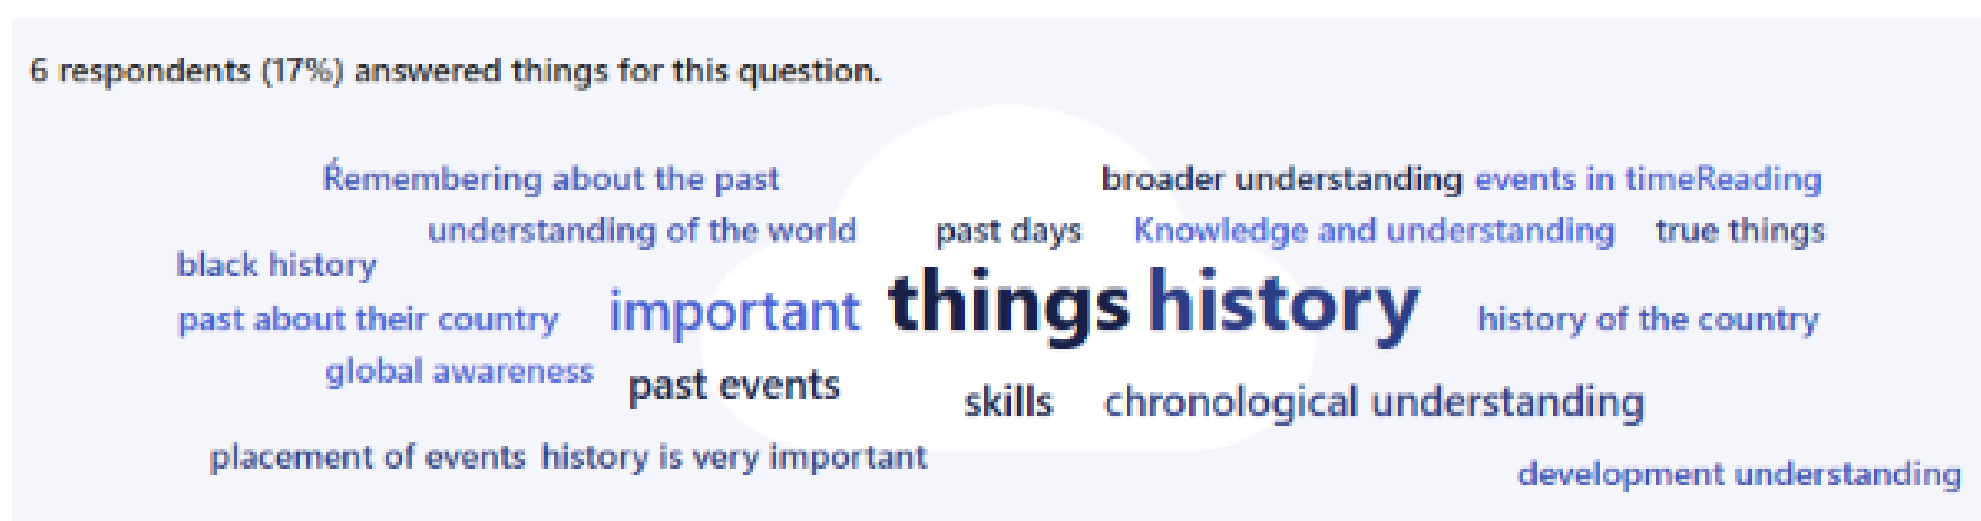 6 respondents (17%) answered things for this question.
Ŕemembering about the past broader understanding events in timeReading
understanding of the world past days Knowledge and understanding true things
black history
past about their country important things history history of the country
global awareness past events skills chronological understanding
placement of events history is very important
development understanding